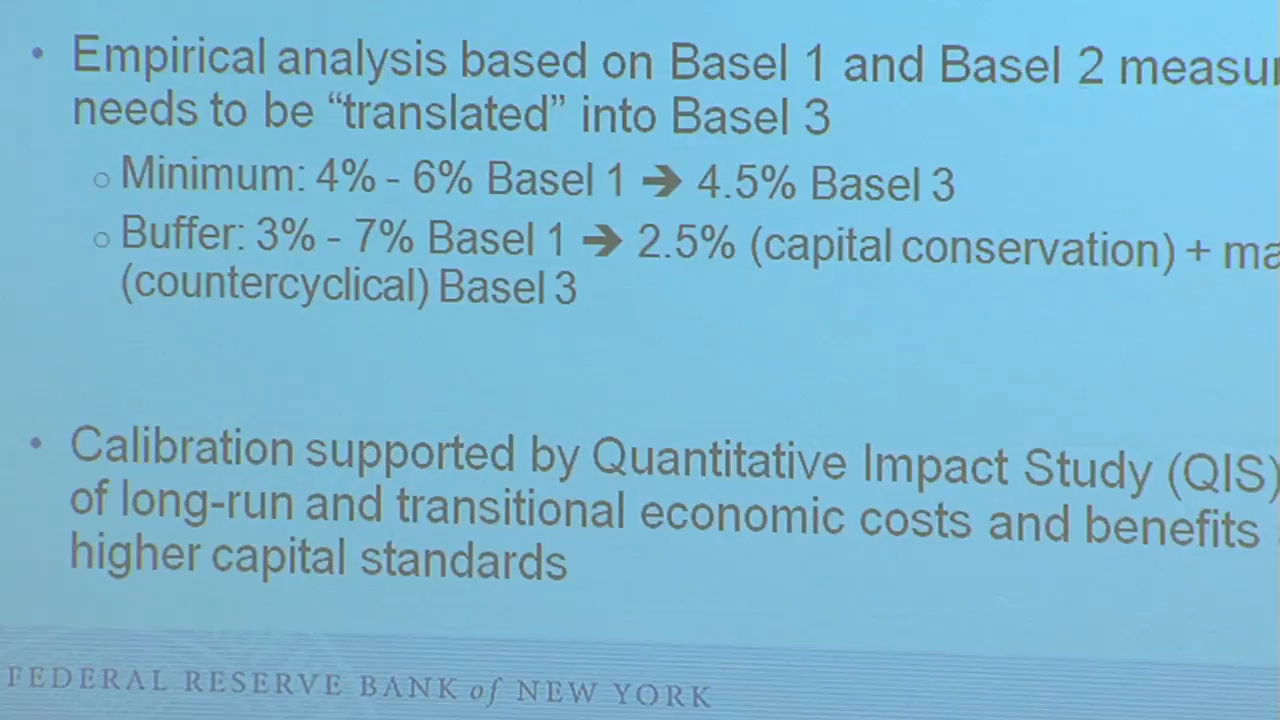 • Empirical analysis based on Basel 1 and Basel 2
needs to be “translated” into Basel 3
○ Minimum: 4% - 6% Basel 1 ➔ 4.5% Basel 3
○ Buffer: 3% - 7% Basel 1 ➔ 2.5% (capital conservation) +
(countercyclical) Basel 3
• Calibration supported by Quantitative Impact Study (QIS)
of long-run and transitional economic costs and benefits
higher capital standards
FEDERAL RESERVE BANK of NEW YORK